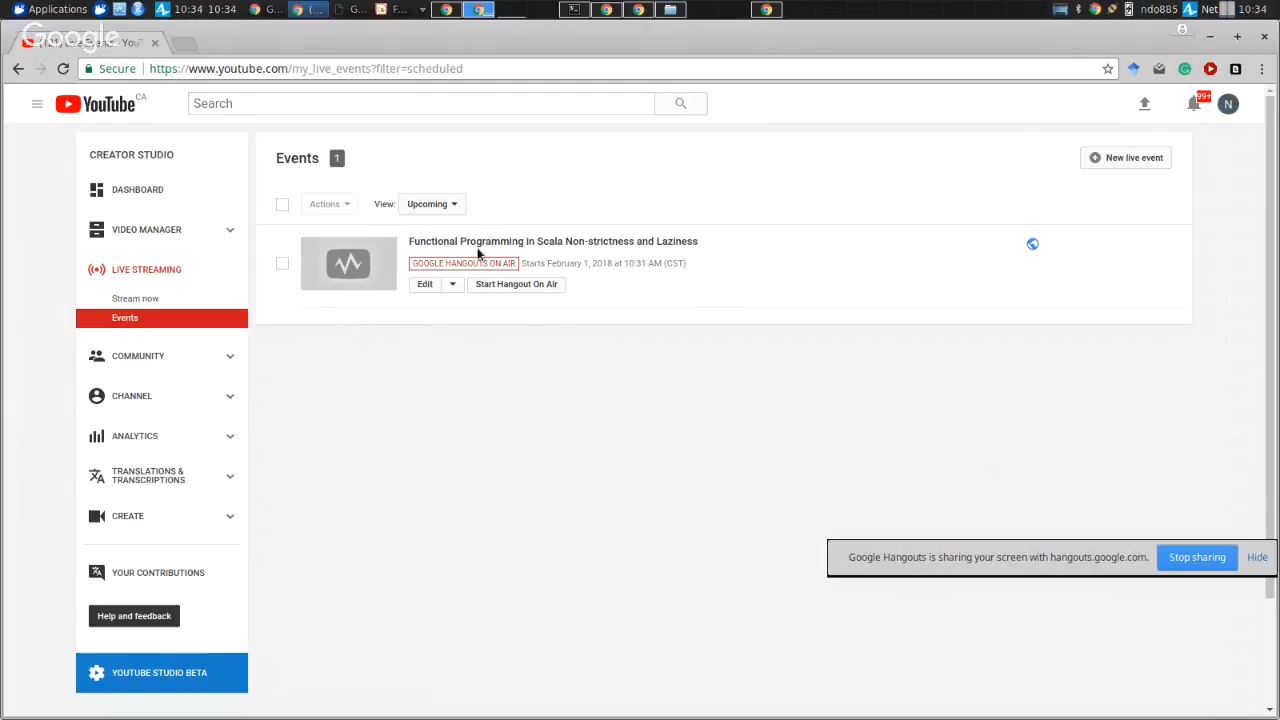 Applications 10:34 10:34 G... (... G... F... ndo885 Net 10:34
Google
Secure https://www.youtube.com/my_live_events?filter=scheduled
YouTube CA Search 99+ N
CREATOR STUDIO
DASHBOARD
VIDEO MANAGER
LIVE STREAMING
Stream now
Events
COMMUNITY
CHANNEL
ANALYTICS
TRANSLATIONS &
TRANSCRIPTIONS
CREATE
YOUR CONTRIBUTIONS
Help and feedback
YOUTUBE STUDIO BETA
Events 1 New live event
Actions View: Upcoming
Functional Programming in Scala Non-strictness and Laziness
GOOGLE HANGOUTS ON AIR Starts February 1, 2018 at 10:31 AM (CST)
Edit Start Hangout On Air
Google Hangouts is sharing your screen with hangouts.google.com. Stop sharing Hide